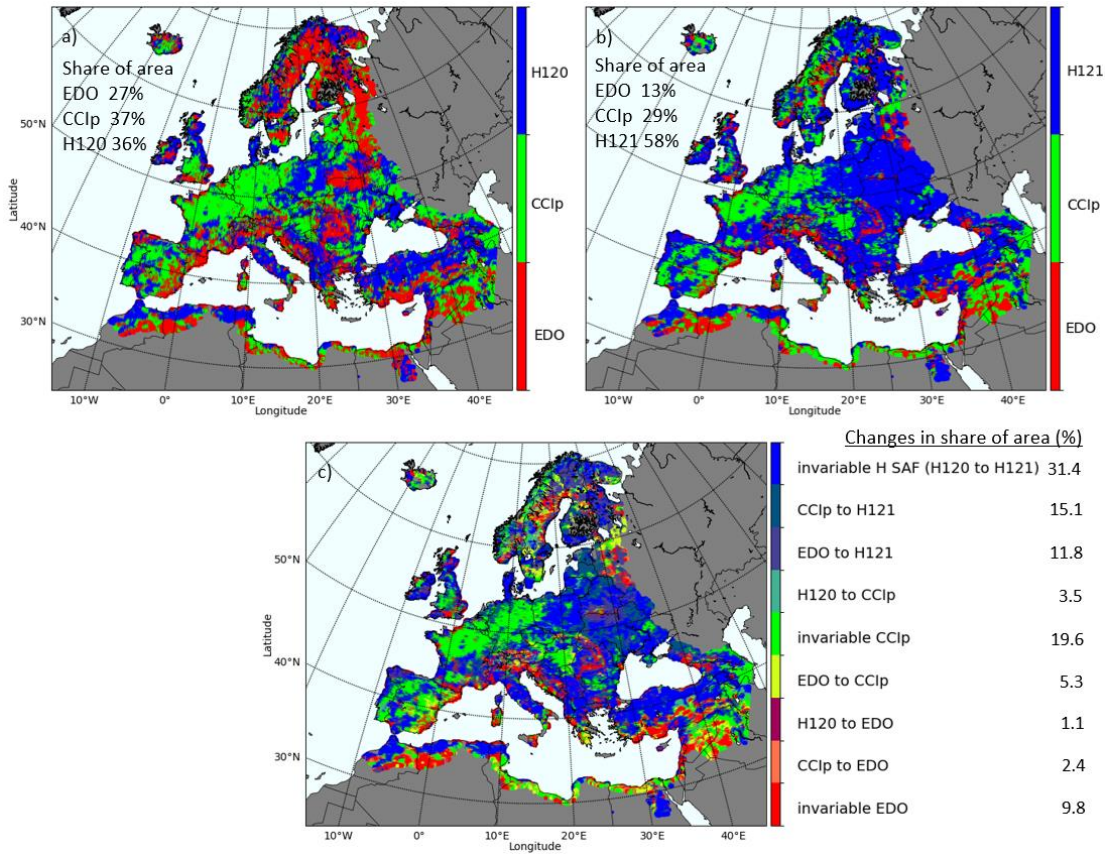 a)
Share of area
EDO 27%
CCIp 37%
H120 36%
50°N
40°N
30°N
Latitude
10°W 0° 10°E 20°E 30°E 40°E
Longitude
H120
CCIp
EDO
b)
Share of area
EDO 13%
CCIp 29%
H121 58%
50°N
40°N
30°N
Latitude
10°W 0° 10°E 20°E 30°E 40°E
Longitude
H121
CCIp
EDO
c)
50°N
40°N
30°N
Latitude
10°W 0° 10°E 20°E 30°E 40°E
Longitude
Changes in share of area (%)
invariable H SAF (H120 to H121) 31.4
CCIp to H121 15.1
EDO to H121 11.8
H120 to CCIp 3.5
invariable CCIp 19.6
EDO to CCIp 5.3
H120 to EDO 1.1
CCIp to EDO 2.4
invariable EDO 9.8